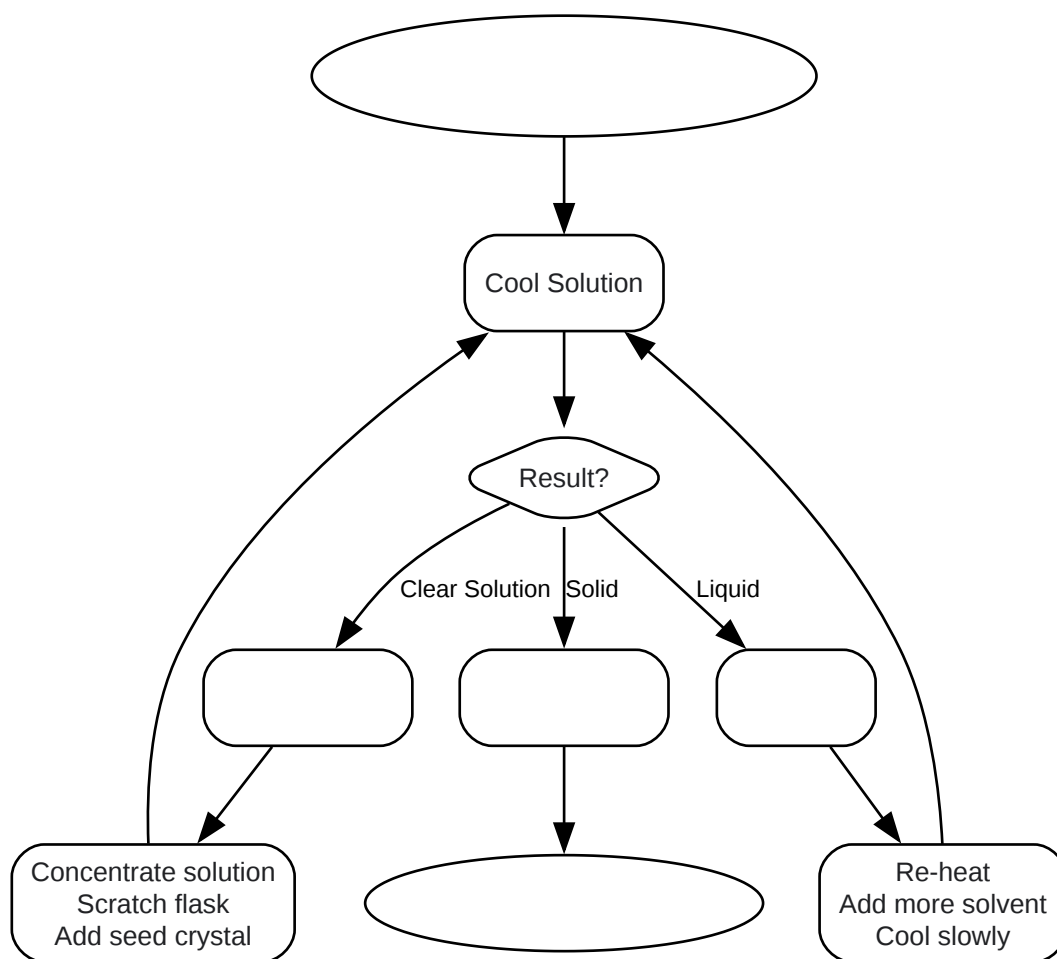 Cool Solution
Result?
Clear Solution
Solid
Liquid
Concentrate solution
Scratch flask
Add seed crystal
Re-heat
Add more solvent
Cool slowly